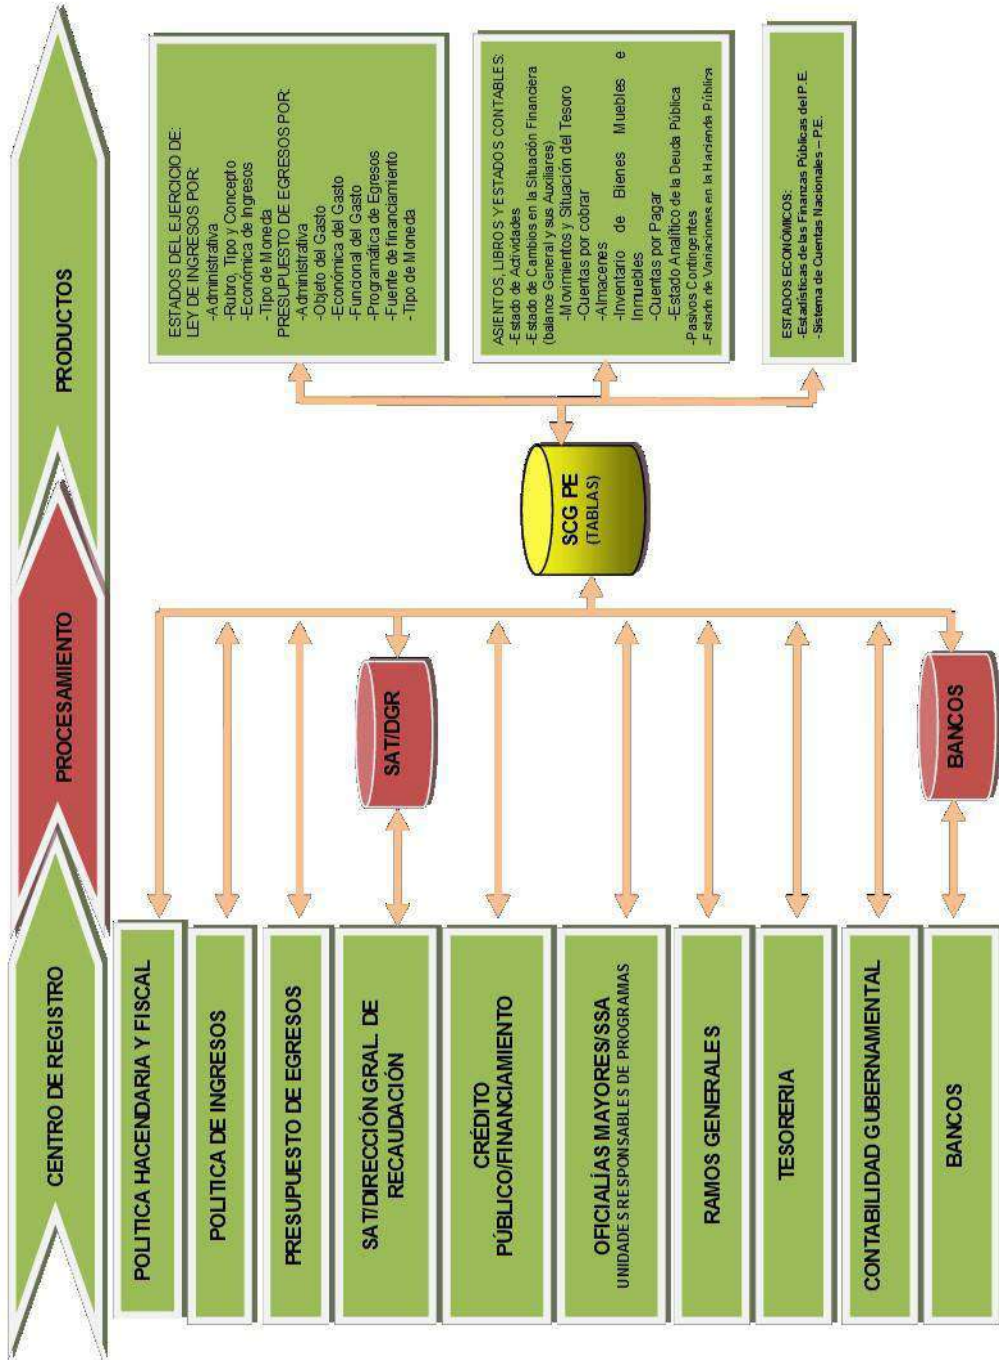 CENTRO DE REGISTRO
PROCESAMIENTO
PRODUCTOS
POLITICA HACENDARIA Y FISCAL
POLITICA DE INGRESOS
PRESUPUESTO DE EGRESOS
SAT/DIRECCIÓN GRAL. DE
RECAUDACIÓN
CRÉDITO
PÚBLICO/FINANCIAMIENTO
OFICIALÍAS MAYORES/SSA
UNIDADES RESPONSABLES DE PROGRAMAS
RAMOS GENERALES
TESORERIA
CONTABILIDAD GUBERNAMENTAL
BANCOS
SAT/DGR
BANCOS
SCG PE
(TABLAS)
ESTADOS DEL EJERCICIO DE:
LEY DE INGRESOS POR:
-Administrativa
-Rubro, Tipo y Concepto
-Económica de Ingresos
-Tipo de Moneda
PRESUPUESTO DE EGRESOS POR:
-Administrativa
-Objeto del Gasto
-Económica del Gasto
-Funcional del Gasto
-Programática de Egresos
-Fuente de financiamiento
-Tipo de Moneda
ASIENTOS, LIBROS Y ESTADOS CONTABLES:
-Estado de Actividades
-Estado de Cambios en la Situación Financiera
(balance General y sus Auxiliares)
-Movimientos y Situación del Tesoro
-Cuentas por cobrar
-Almacenes
-Inventario de Bienes Muebles e
Inmuebles
-Cuentas por Pagar
-Estado Analítico de la Deuda Pública
-Pasivos Contingentes
-Estado de Variaciones en la Hacienda Pública
ESTADOS ECONÓMICOS:
-Estadísticas de las Finanzas Públicas del P.E.
-Sistema de Cuentas Nacionales – P.E.